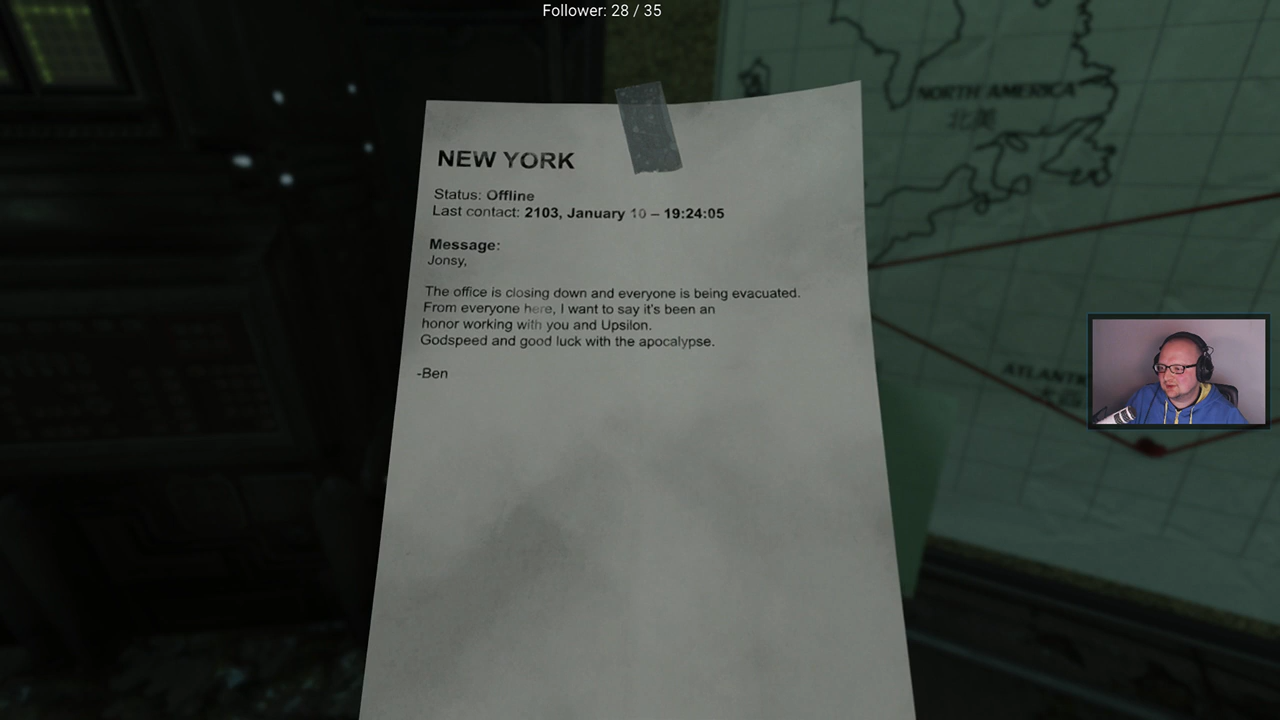 Follower: 28 / 35
NORTH AMERICA
北美
NEW YORK
Status: Offline
Last contact: 2103, January 10 – 19:24:05
Message:
Jonsy,
The office is closing down and everyone is being evacuated.
From everyone here, I want to say it's been an
honor working with you and Upsilon.
Godspeed and good luck with the apocalypse.
-Ben